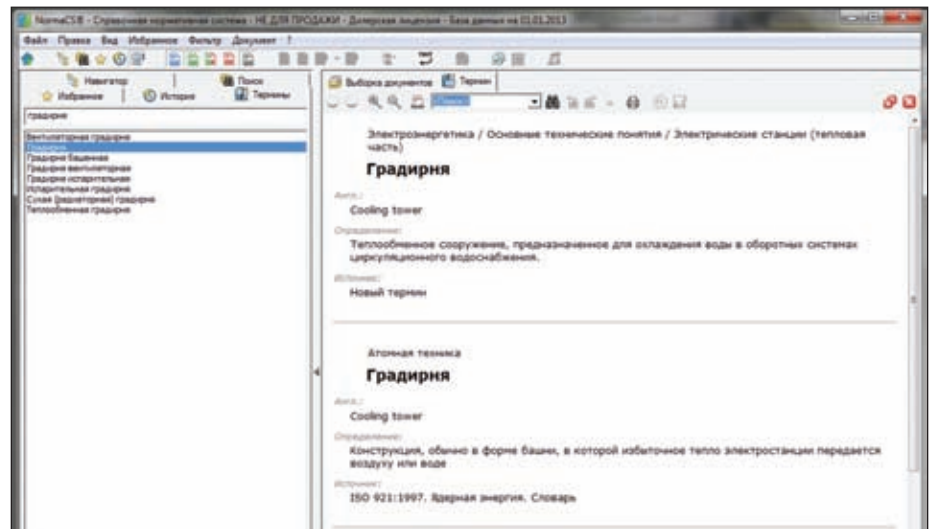 NormaCS® - Справочная нормативная система - НЕ ДЛЯ ПРОДАЖИ - Дилерская лицензия - База данных на 01.01.2013
Файл Правка Вид Избранное Фильтр Документ ?
Навигатор Поиск
Избранное История Термины
градирня
Вентиляторная градирня
Градирня
Градирня башенная
Градирня вентиляторная
Градирня испарительная
Испарительная градирня
Сухая (радиаторная) градирня
Теплообменная градирня
Выборка документов Термин
Электроэнергетика / Основные технические понятия / Электрические станции (тепловая
часть)
Градирня
Англ.:
Cooling tower
Определение:
Теплообменное сооружение, предназначенное для охлаждения воды в оборотных системах
циркуляционного водоснабжения.
Источник:
Новый термин
Атомная техника
Градирня
Англ.:
Cooling tower
Определение:
Конструкция, обычно в форме башни, в которой избыточное тепло электростанции передается
воздуху или воде
Источник:
ISO 921:1997. Ядерная энергия. Словарь